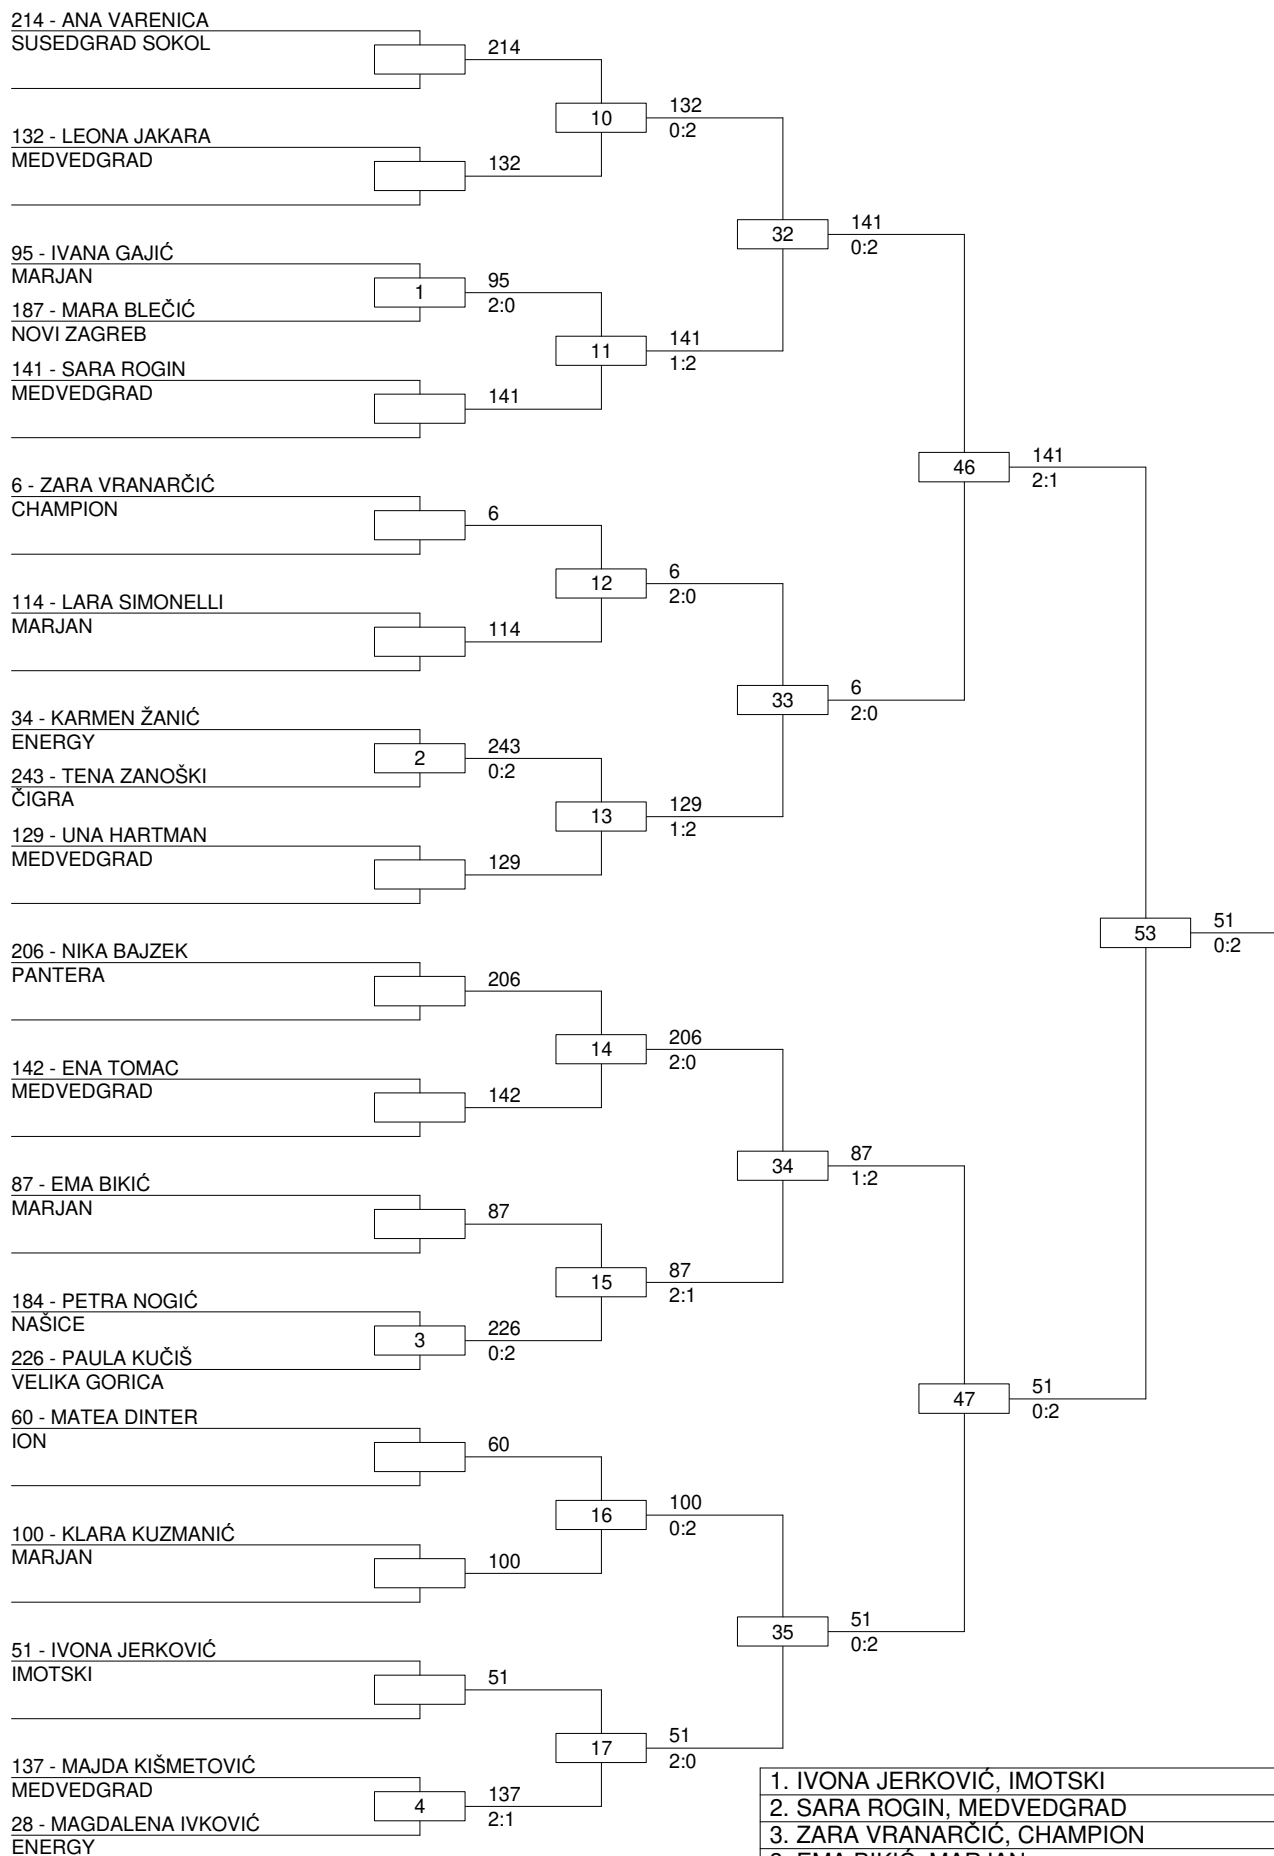 214 - ANA VARENICA
SUSEDGRAD SOKOL
214
10
132
0:2
132 - LEONA JAKARA
MEDVEDGRAD
132
32
141
0:2
95 - IVANA GAJIĆ
MARJAN
1
95
2:0
187 - MARA BLEČIĆ
NOVI ZAGREB
11
141
1:2
141 - SARA ROGIN
MEDVEDGRAD
141
46
141
2:1
6 - ZARA VRANARČIĆ
CHAMPION
6
12
6
2:0
114 - LARA SIMONELLI
MARJAN
114
33
6
2:0
34 - KARMEN ŽANIĆ
ENERGY
2
243
0:2
243 - TENA ZANOŠKI
ČIGRA
13
129
1:2
129 - UNA HARTMAN
MEDVEDGRAD
129
53
51
0:2
206 - NIKA BAJZEK
PANTERA
206
14
206
2:0
142 - ENA TOMAC
MEDVEDGRAD
142
34
87
1:2
87 - EMA BIKIĆ
MARJAN
87
15
87
2:1
184 - PETRA NOGIĆ
NAŠICE
3
226
0:2
226 - PAULA KUČIŠ
VELIKA GORICA
47
51
0:2
60 - MATEA DINTER
ION
60
16
100
0:2
100 - KLARA KUZMANIĆ
MARJAN
100
35
51
0:2
51 - IVONA JERKOVIĆ
IMOTSKI
51
17
51
2:0
137 - MAJDA KIŠMETOVIĆ
MEDVEDGRAD
4
137
2:1
28 - MAGDALENA IVKOVIĆ
ENERGY
1. IVONA JERKOVIĆ, IMOTSKI
2. SARA ROGIN, MEDVEDGRAD
3. ZARA VRANARČIĆ, CHAMPION
3. EMA BIKIĆ, MARJAN